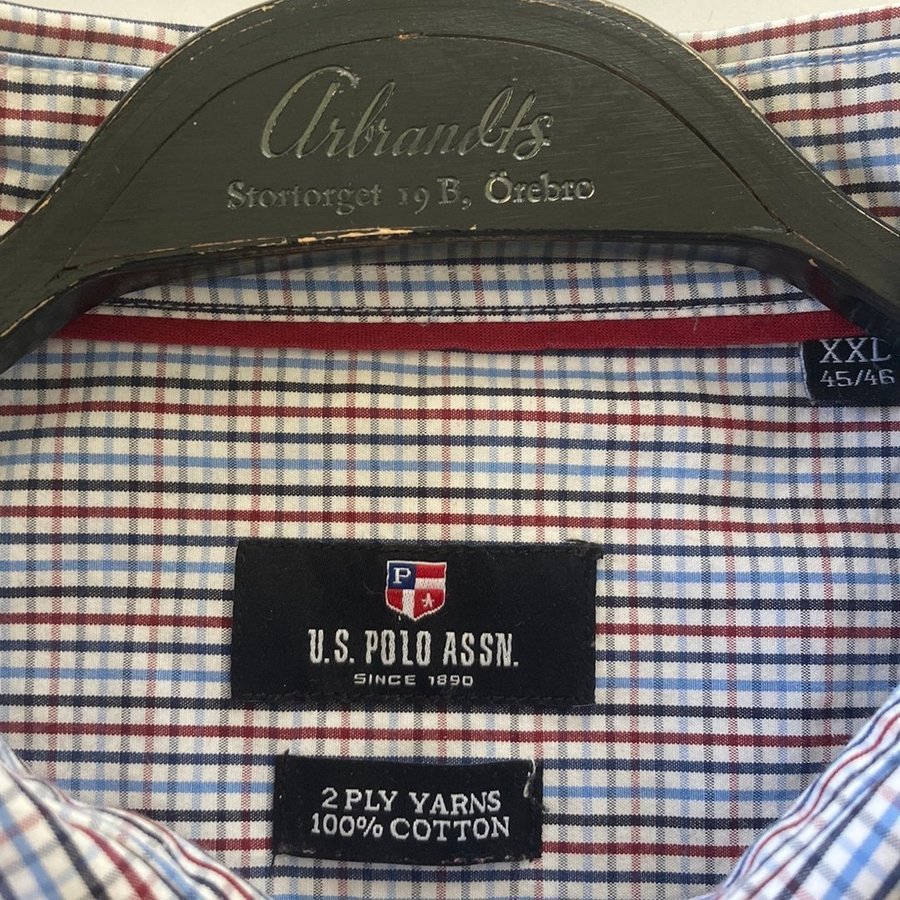 Arbrandts
Stortorget 19 B, Örebro
XXL
45/46
P
A
U.S. POLO ASSN.
SINCE 1890
2 PLY YARNS
100% COTTON